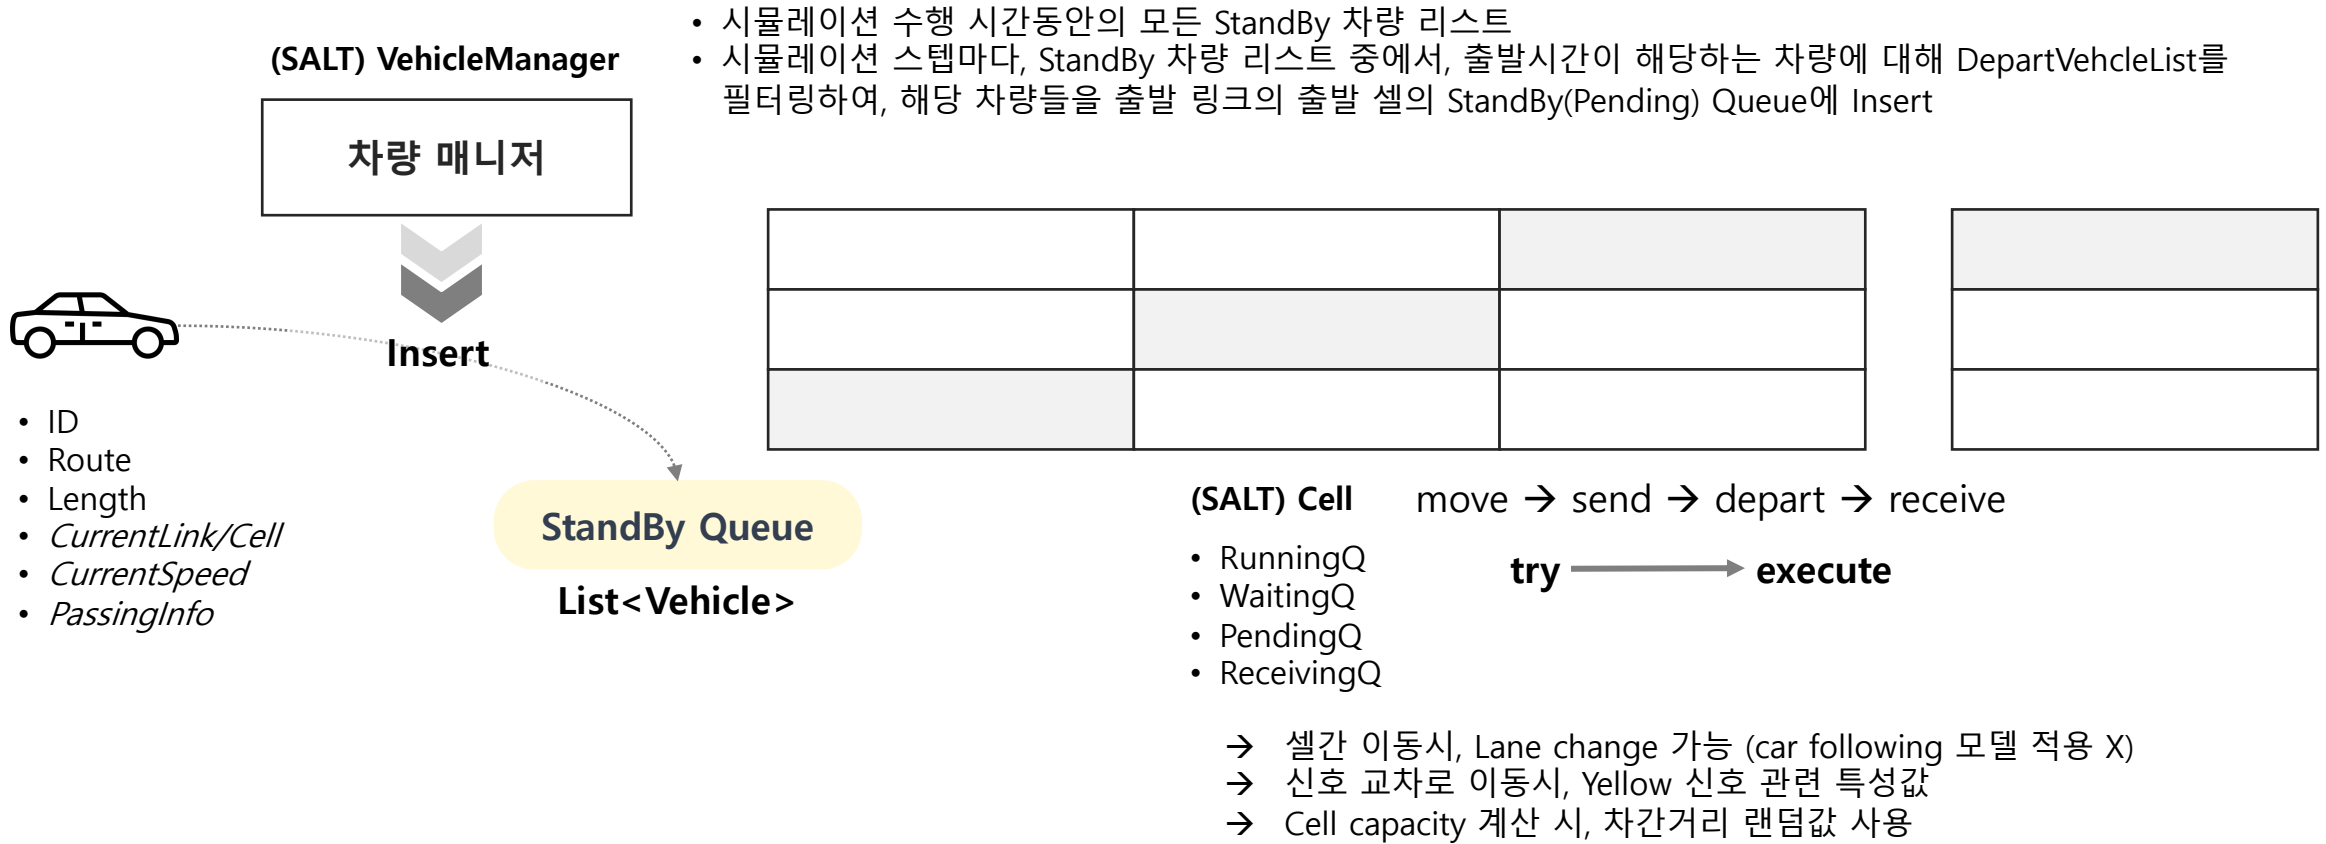 • 시뮬레이션 수행 시간동안의 모든 StandBy 차량 리스트
• 시뮬레이션 스텝마다, StandBy 차량 리스트 중에서, 출발시간이 해당하는 차량에 대해 DepartVehcleList를
필터링하여, 해당 차량들을 출발 링크의 출발 셀의 StandBy(Pending) Queue에 Insert
(SALT) VehicleManager
차량 매니저
Insert
• ID
• Route
• Length
• CurrentLink/Cell
• CurrentSpeed
• PassingInfo
StandBy Queue
List<Vehicle>
(SALT) Cell
move → send → depart → receive
• RunningQ
• WaitingQ
• PendingQ
• ReceivingQ
try
execute
→ 셀간 이동시, Lane change 가능 (car following 모델 적용 X)
→ 신호 교차로 이동시, Yellow 신호 관련 특성값
→ Cell capacity 계산 시, 차간거리 랜덤값 사용